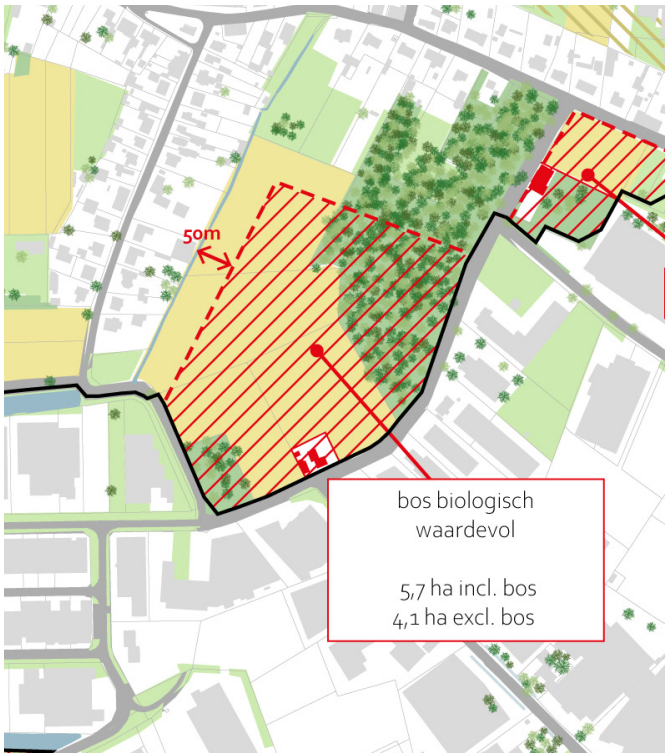 50m
bos biologisch
waardevol
5,7 ha incl. bos
4,1 ha excl. bos